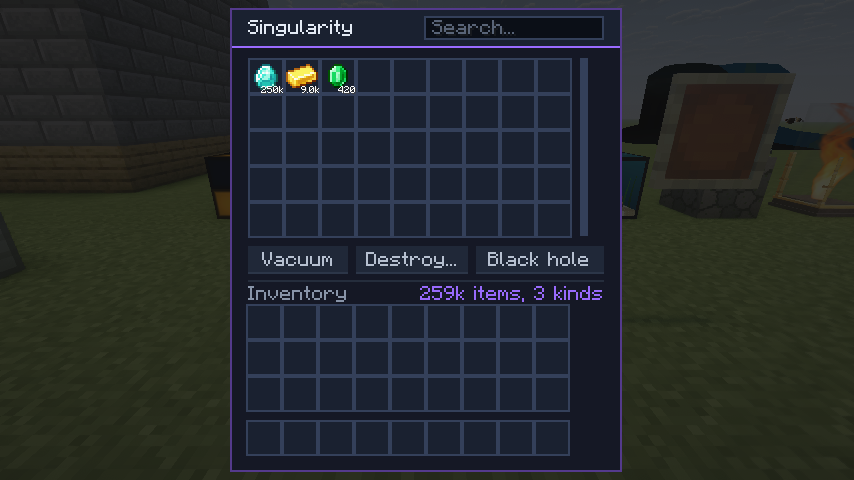 Singularity
Search...
250k 9.0k 420
Vacuum Destroy... Black hole
Inventory 259k items, 3 kinds